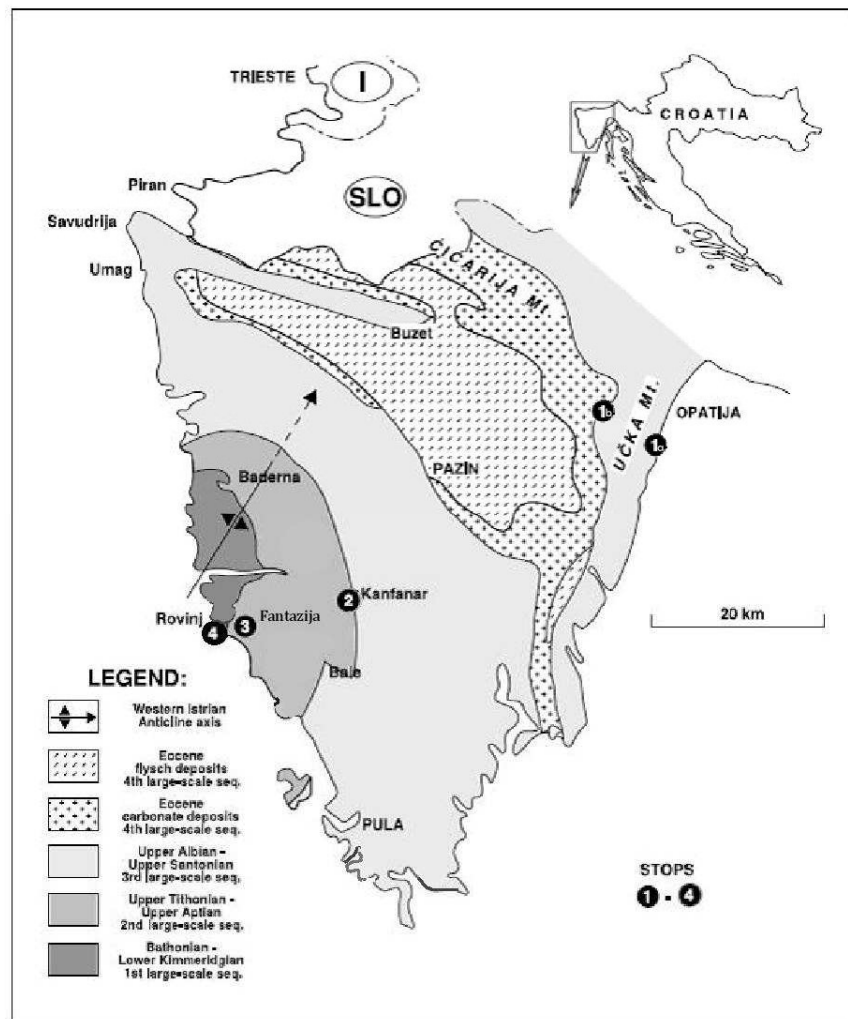 TRIESTE
I
CROATIA
Piran
SLO
Savudrija
Umag
ĆIĆARIJA Mt.
Buzet
1b
OPATIJA
UČKA Mt.
1a
PAZIN
Baderna
2
Kanfanar
20 km
Rovinj
4
3
Fantazija
Bale
LEGEND:
Western Istrian
Anticline axis
Eocene
flysch deposits
4th large-scale seq.
Eocene
carbonate deposits
4th large-scale seq.
Upper Albian -
Upper Santonian
3rd large-scale seq.
Upper Tithonian -
Upper Aptian
2nd large-scale seq.
Bathonian -
Lower Kimmeridgian
1st large-scale seq.
PULA
STOPS
1 - 4